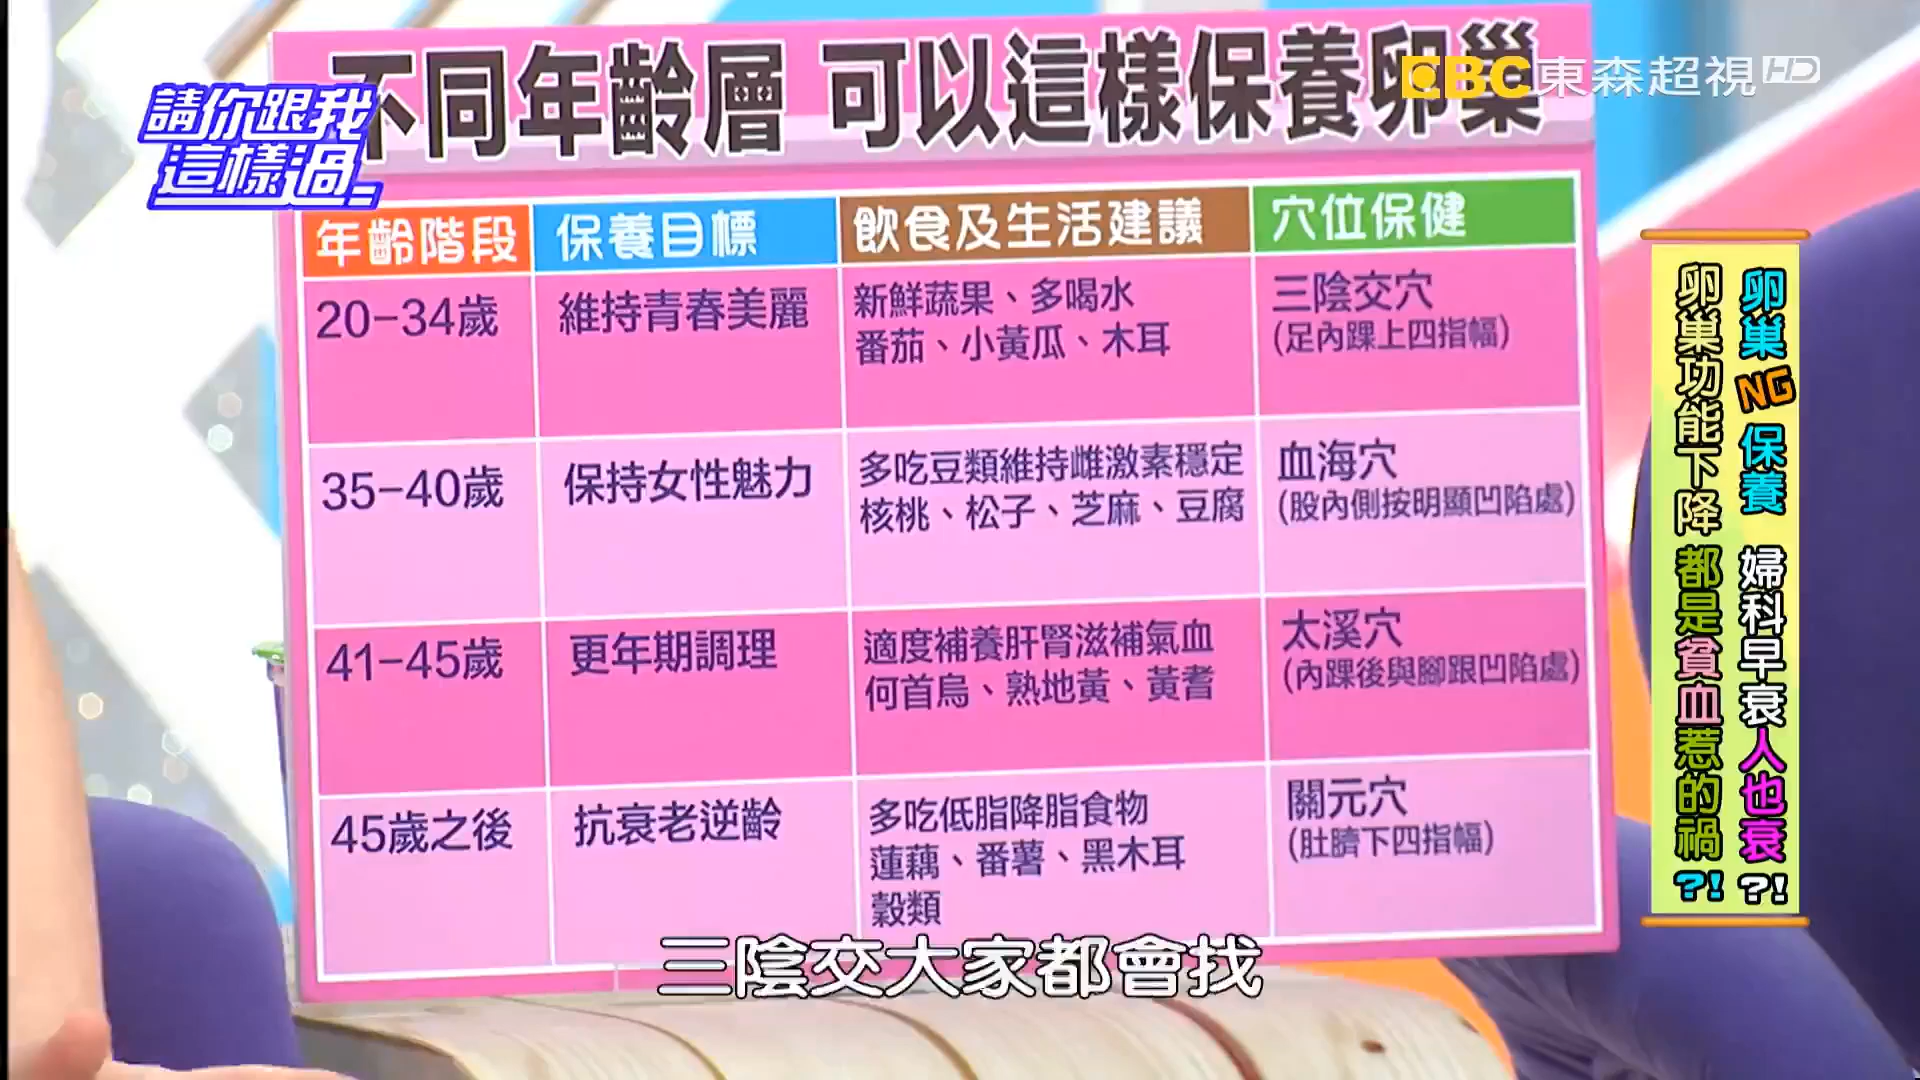 不同年齡層 可以這樣保養卵巢
EBC東森超視HD
請你跟我
這樣過
年齡階段 保養目標 飲食及生活建議 穴位保健
20-34歲 維持青春美麗 新鮮蔬果、多喝水 三陰交穴
番茄、小黃瓜、木耳 (足內踝上四指幅)
35-40歲 保持女性魅力 多吃豆類維持雌激素穩定 血海穴
核桃、松子、芝麻、豆腐 (股內側按明顯凹陷處)
41-45歲 更年期調理 適度補養肝腎滋補氣血 太溪穴
何首烏、熟地黃、黃耆 (內踝後與腳跟凹陷處)
45歲之後 抗衰老逆齡 多吃低脂降脂食物 關元穴
蓮藕、番薯、黑木耳 (肚臍下四指幅)
穀類
卵巢NG保養 婦科早衰人也衰?!
卵巢功能下降都是貧血惹的禍?!
三陰交大家都會找